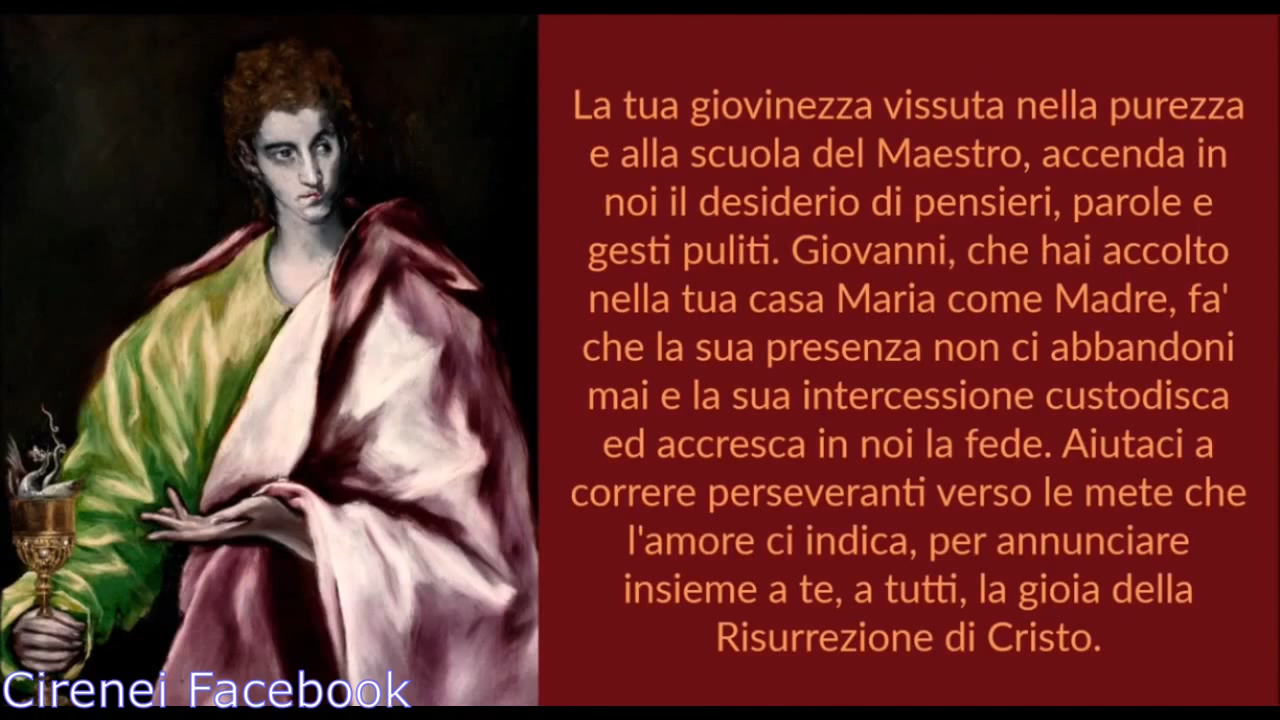 La tua giovinezza vissuta nella purezza
e alla scuola del Maestro, accenda in
noi il desiderio di pensieri, parole e
gesti puliti. Giovanni, che hai accolto
nella tua casa Maria come Madre, fa'
che la sua presenza non ci abbandoni
mai e la sua intercessione custodisca
ed accresca in noi la fede. Aiutaci a
correre perseveranti verso le mete che
l'amore ci indica, per annunciare
insieme a te, a tutti, la gioia della
Risurrezione di Cristo.
Cirenei Facebook